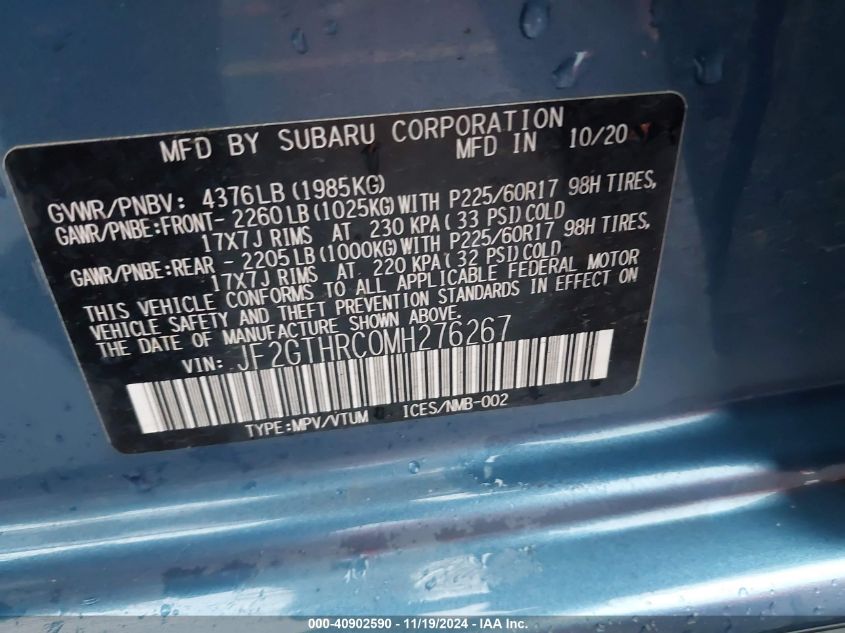 MFD BY SUBARU CORPORATION
MFD IN 10/20
GVWR/PNBV: 4376LB (1985KG)
GAWR/PNBE:FRONT- 2260LB (1025KG) WITH P225/60R17 98H TIRES,
17X7J RIMS AT 230 KPA (33 PSI) COLD
GAWR/PNBE:REAR - 2205LB (1000KG) WITH P225/60R17 98H TIRES,
17X7J RIMS AT 220 KPA (32 PSI) COLD
THIS VEHICLE CONFORMS TO ALL APPLICABLE FEDERAL MOTOR
VEHICLE SAFETY AND THEFT PREVENTION STANDARDS IN EFFECT ON
THE DATE OF MANUFACTURE SHOWN ABOVE.
VIN: JF2GTHRC0MH276267
TYPE:MPV/VTUM ICES/NMB-002
000-40902590 - 11/19/2024 - IAA Inc.